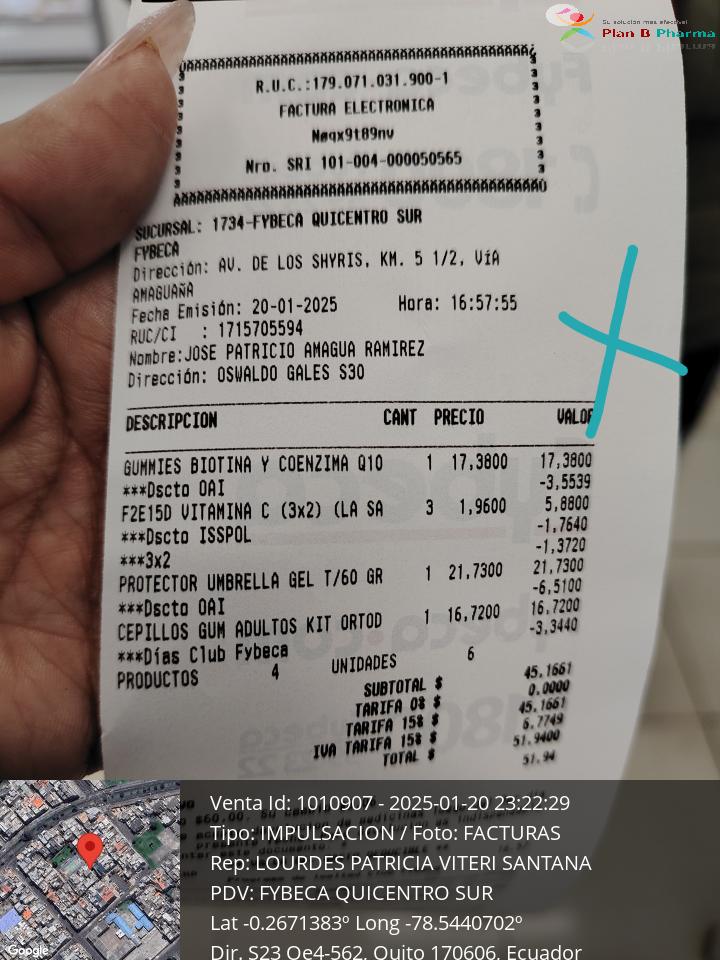 Su solución más efectiva!
Plan B Pharma
R.U.C.:179.071.031.900-1
FACTURA ELECTRONICA
Nøqx9t89nv
Nro. SRI 101-004-000050565
SUCURSAL: 1734-FYBECA QUICENTRO SUR
FYBECA
Dirección: AV. DE LOS SHYRIS, KM. 5 1/2, VíA
AMAGUAÑA
Fecha Emisión: 20-01-2025 Hora: 16:57:55
RUC/CI : 1715705594
Nombre:JOSE PATRICIO AMAGUA RAMIREZ
Dirección: OSWALDO GALES S30
DESCRIPCION CANT PRECIO VALOR
GUMMIES BIOTINA Y COENZIMA Q10 1 17,3800 17,3800
***Dscto OAI -3,5539
F2E15D VITAMINA C (3x2) (LA SA 3 1,9600 5,8800
***Dscto ISSPOL -1,7640
***3x2 -1,3720
PROTECTOR UMBRELLA GEL T/60 GR 1 21,7300 21,7300
***Dscto OAI -6,5100
CEPILLOS GUM ADULTOS KIT ORTOD 1 16,7200 16,7200
***Días Club Fybeca -3,3440
PRODUCTOS 4 UNIDADES 6
SUBTOTAL $ 45,1661
TARIFA 0% $ 0.0000
TARIFA 15% $ 45,1661
IVA TARIFA 15% $ 6,7749
TOTAL $ 51,9400
51,94
Venta Id: 1010907 - 2025-01-20 23:22:29
Tipo: IMPULSACION / Foto: FACTURAS
Rep: LOURDES PATRICIA VITERI SANTANA
PDV: FYBECA QUICENTRO SUR
Lat -0.2671383º Long -78.5440702º
Dir. S23 Oe4-562, Quito 170606, Ecuador
Google